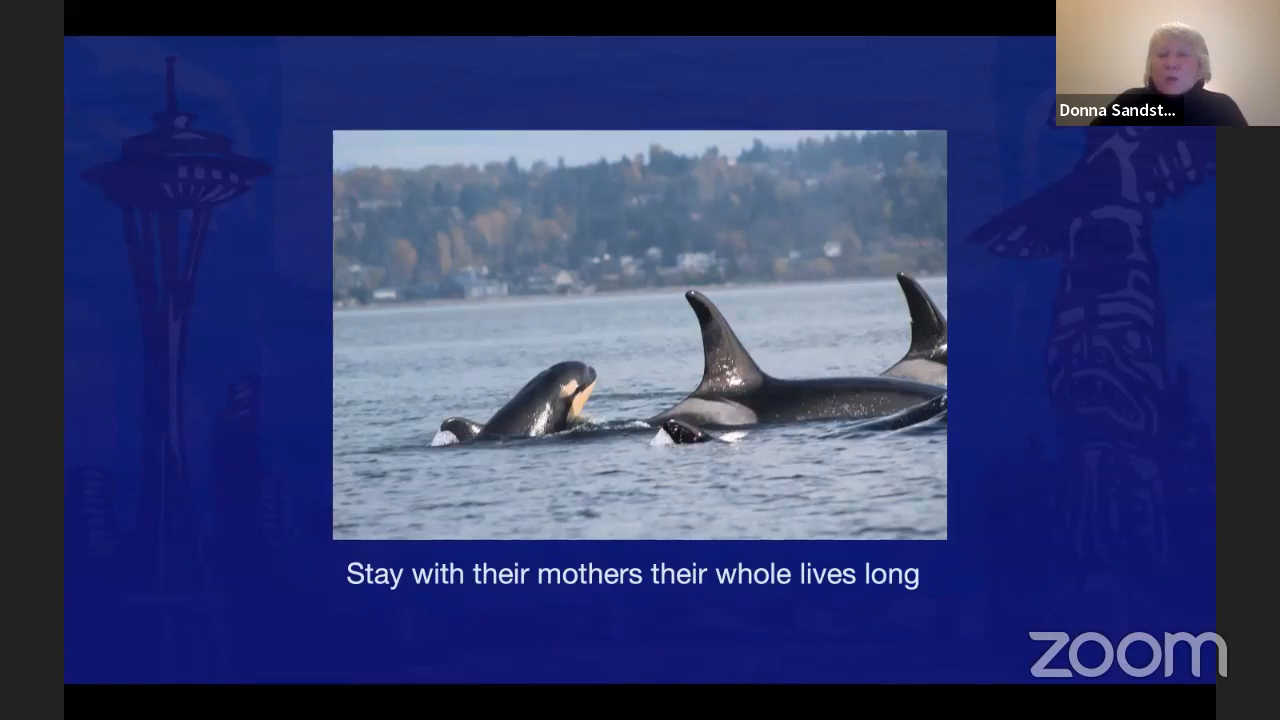 Donna Sandst...
Stay with their mothers their whole lives long
zoom